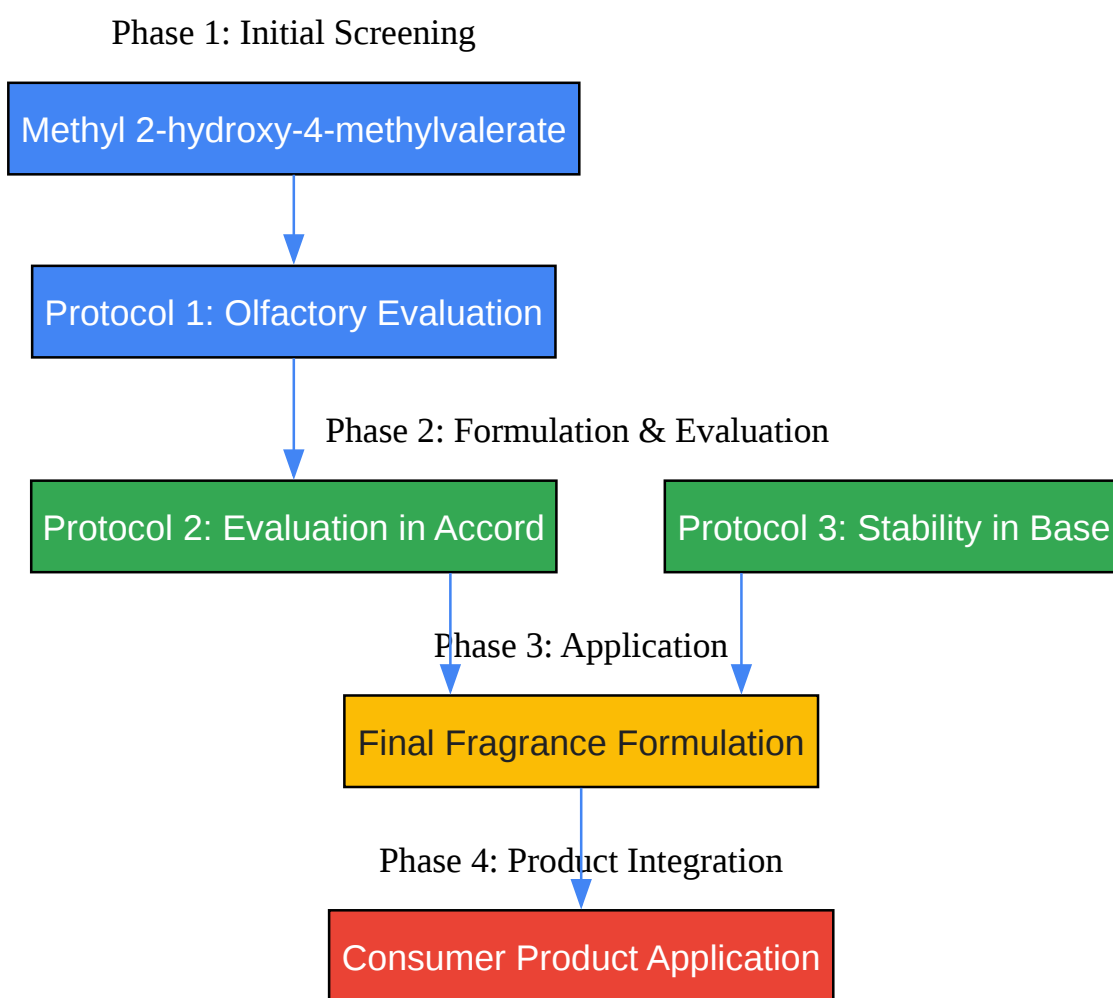 Phase 1: Initial Screening
Methyl 2-hydroxy-4-methylvalerate
Protocol 1: Olfactory Evaluation
Phase 2: Formulation & Evaluation
Protocol 2: Evaluation in Accord
Protocol 3: Stability in Base
Phase 3: Application
Final Fragrance Formulation
Phase 4: Product Integration
Consumer Product Application